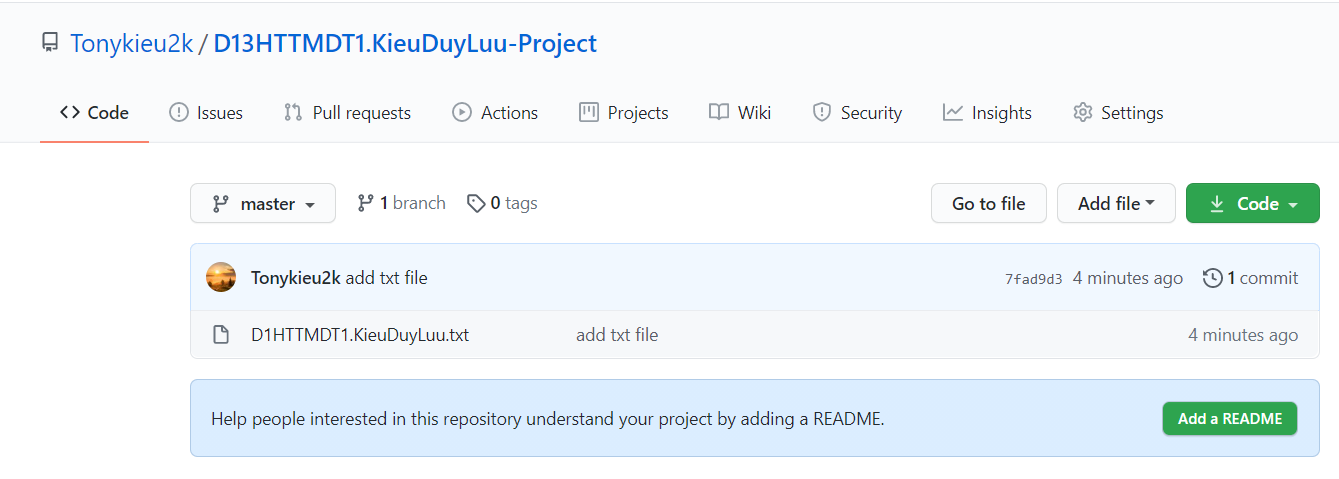 Tonykieu2k / D13HTTMDT1.KieuDuyLuu-Project
Code Issues Pull requests Actions Projects Wiki Security Insights Settings
master 1 branch 0 tags Go to file Add file Code
Tonykieu2k add txt file 7fad9d3 4 minutes ago 1 commit
D1HTTMDT1.KieuDuyLuu.txt add txt file 4 minutes ago
Help people interested in this repository understand your project by adding a README. Add a README